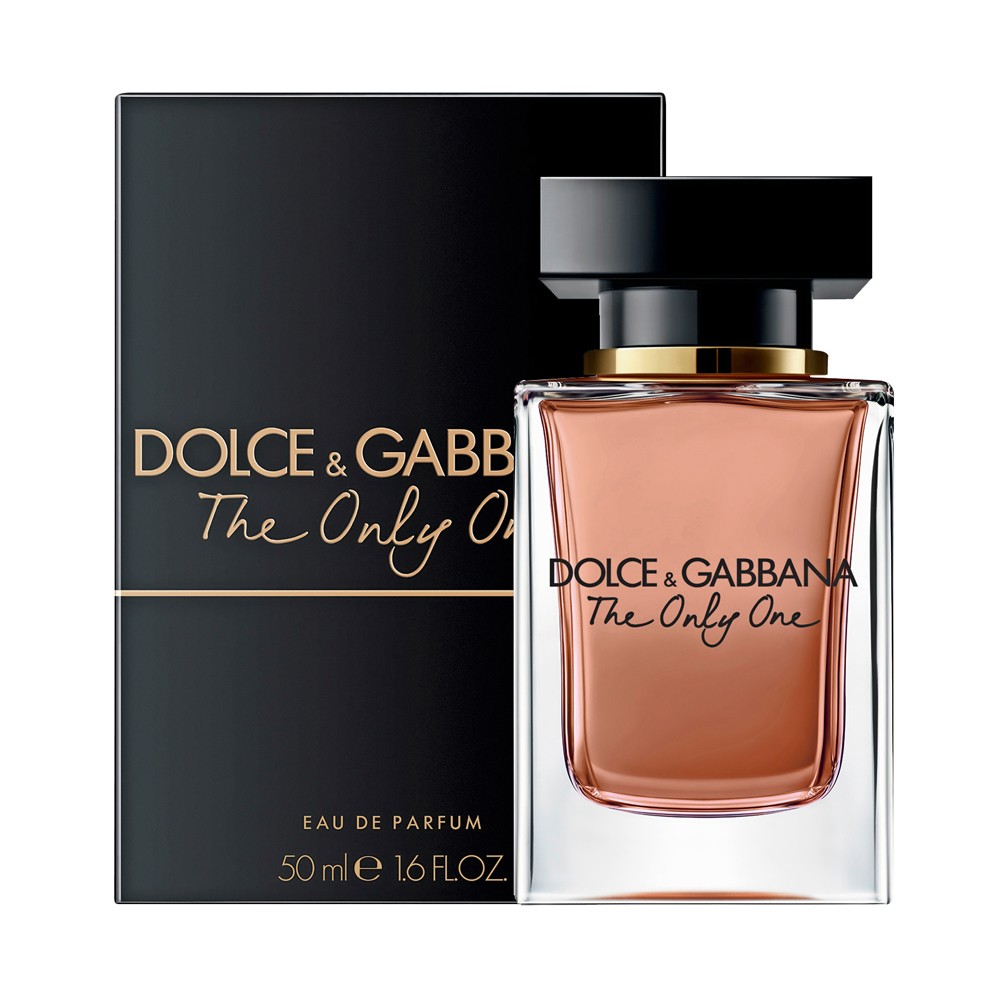 DOLCE & GABB
The Only On
EAU DE PARFUM
50 ml e 1.6 FL.OZ.
DOLCE & GABBANA
The Only One